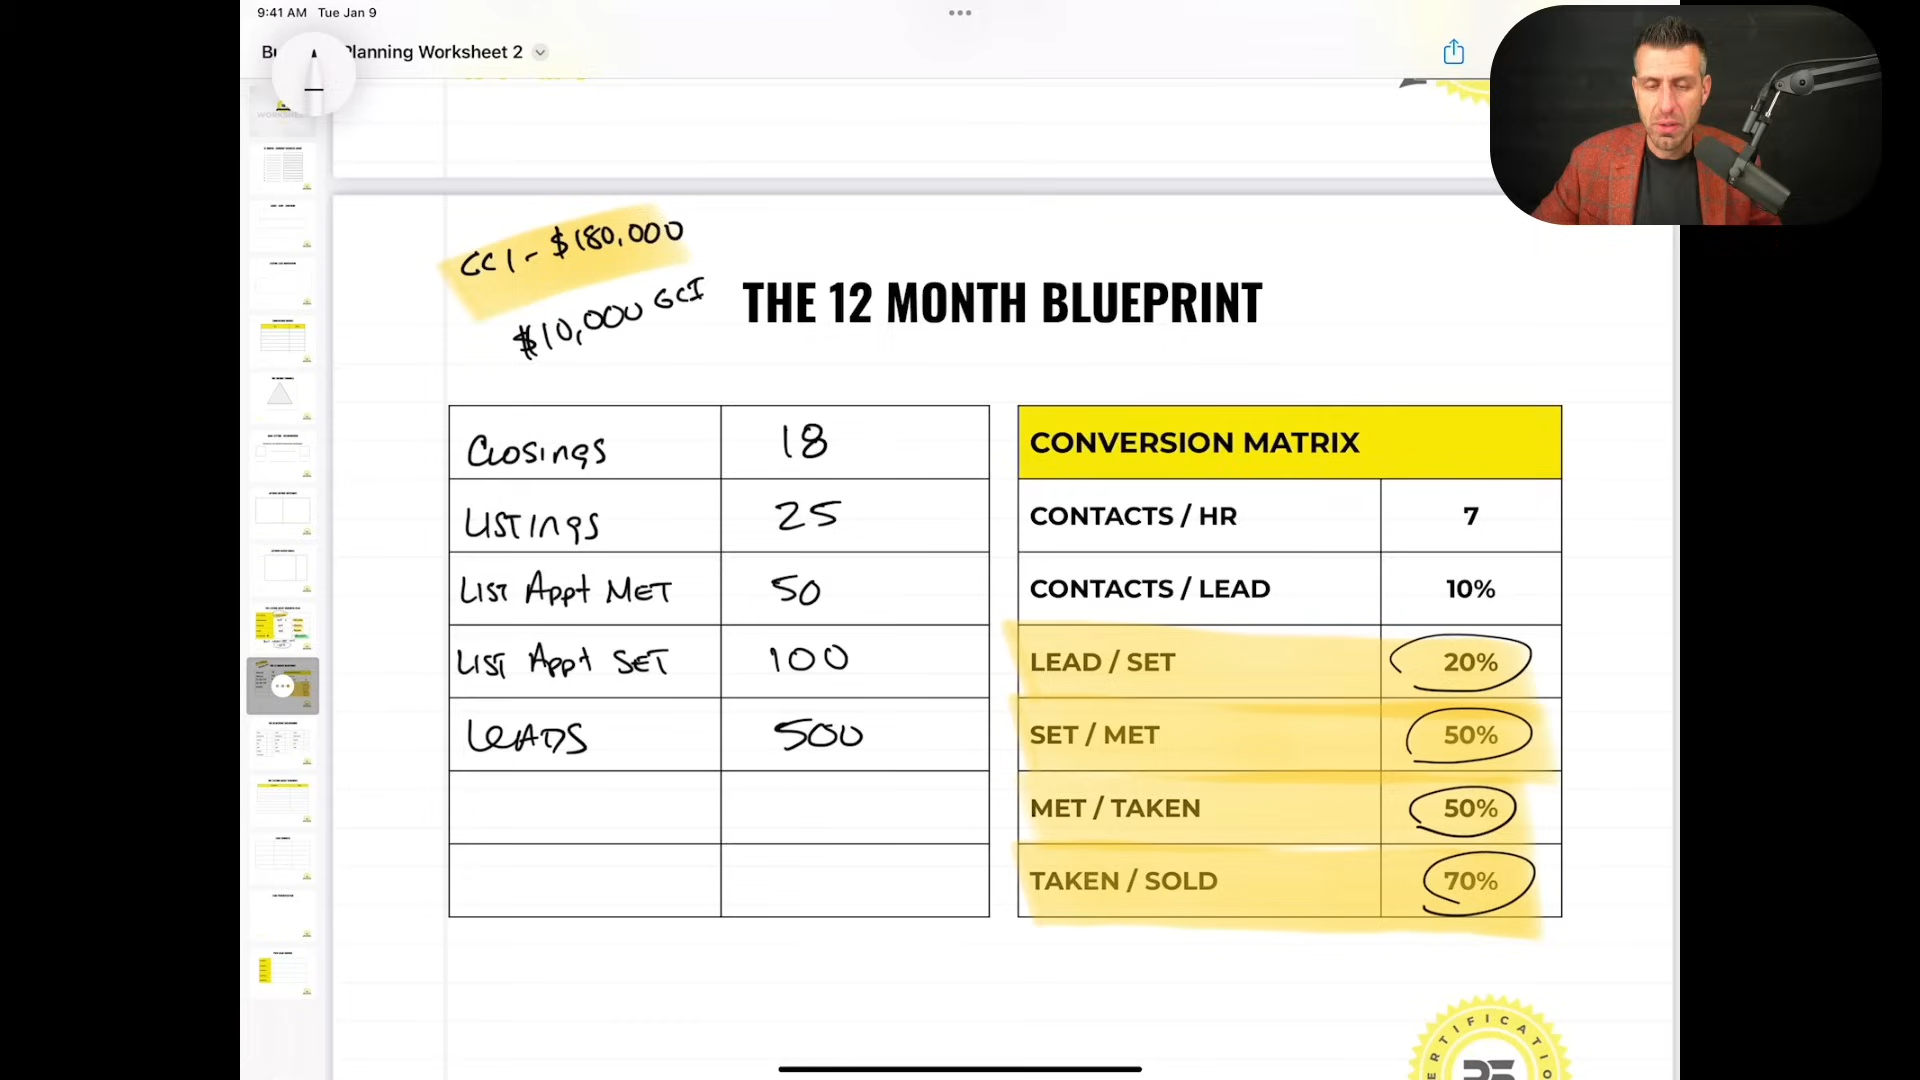 9:41 AM Tue Jan 9
Planning Worksheet 2
GCI - $180,000
$10,000 GCI
THE 12 MONTH BLUEPRINT
Closings 18
Listings 25
List Appt Met 50
List Appt Set 100
Leads 500
CONVERSION MATRIX
CONTACTS / HR 7
CONTACTS / LEAD 10%
LEAD / SET 20%
SET / MET 50%
MET / TAKEN 50%
TAKEN / SOLD 70%